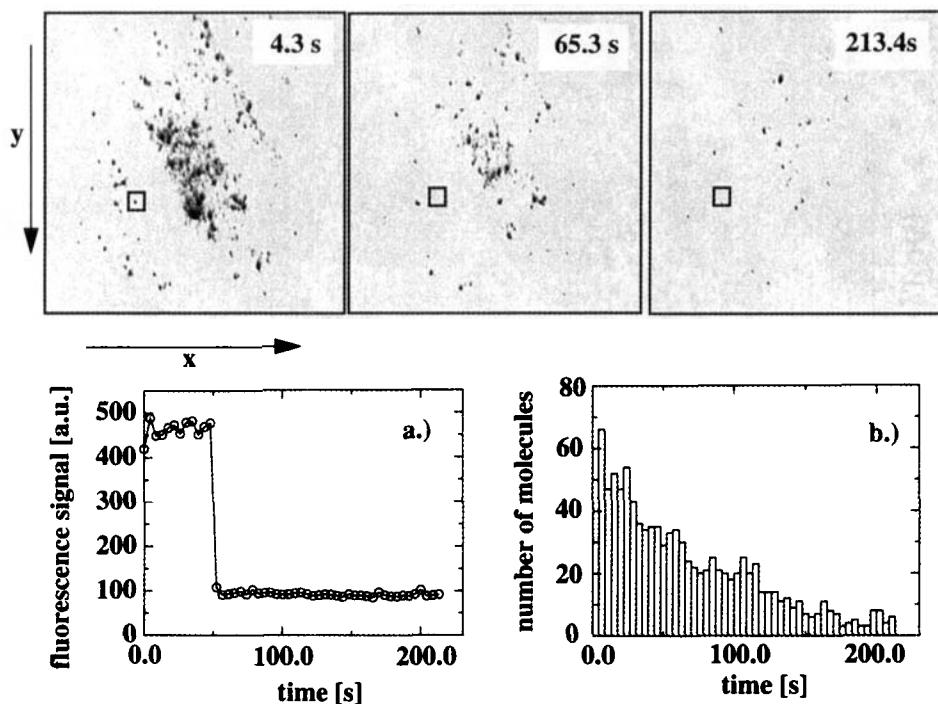 4.3 s
65.3 s
213.4s
y
x
fluorescence signal [a.u.]
500
400
300
200
100
0
a.)
0.0
100.0
200.0
time [s]
number of molecules
80
60
40
20
0
b.)
0.0
100.0
200.0
time [s]